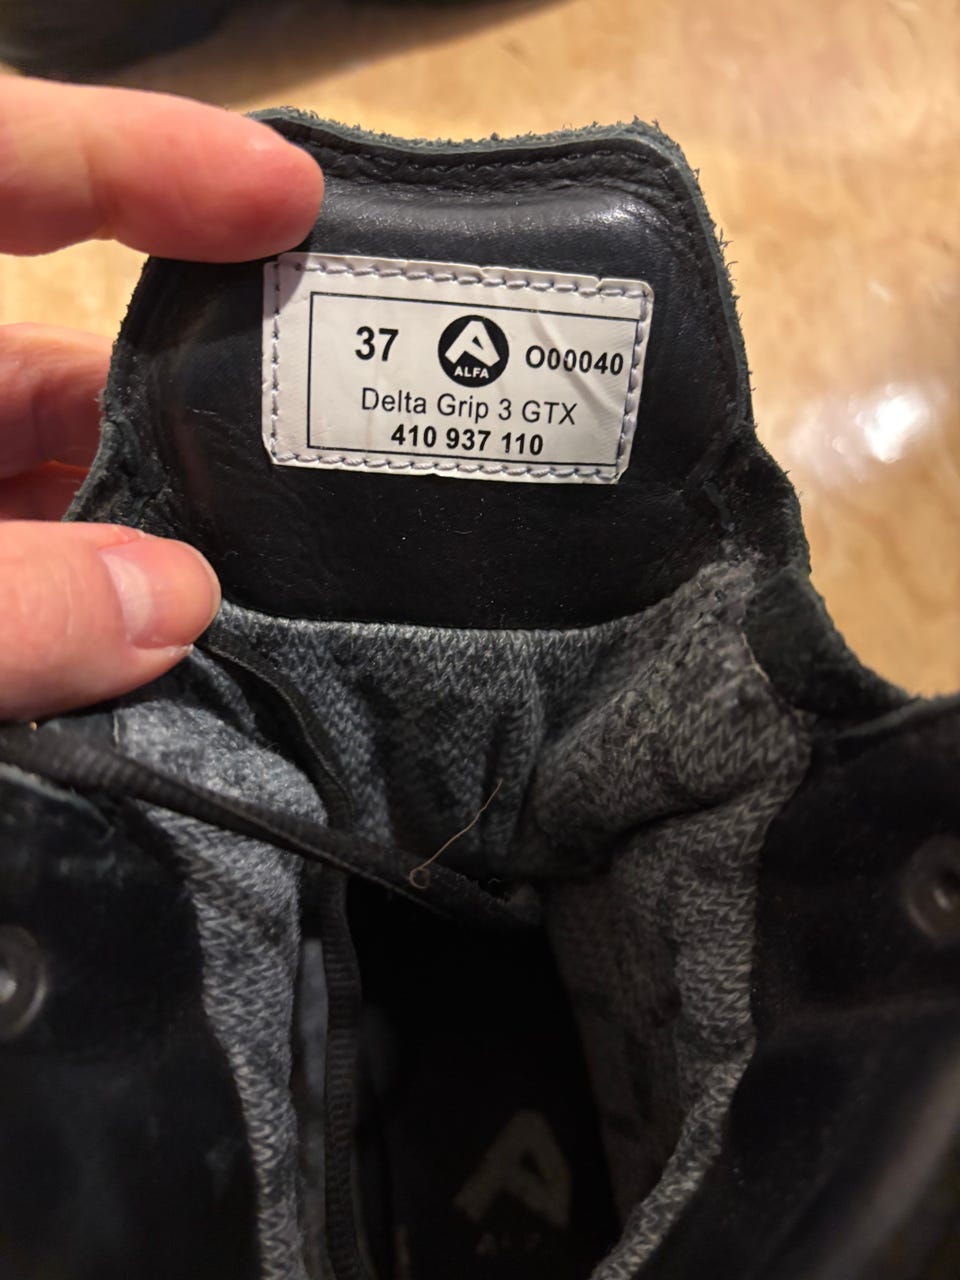 37 ALFA O00040
Delta Grip 3 GTX
410 937 110